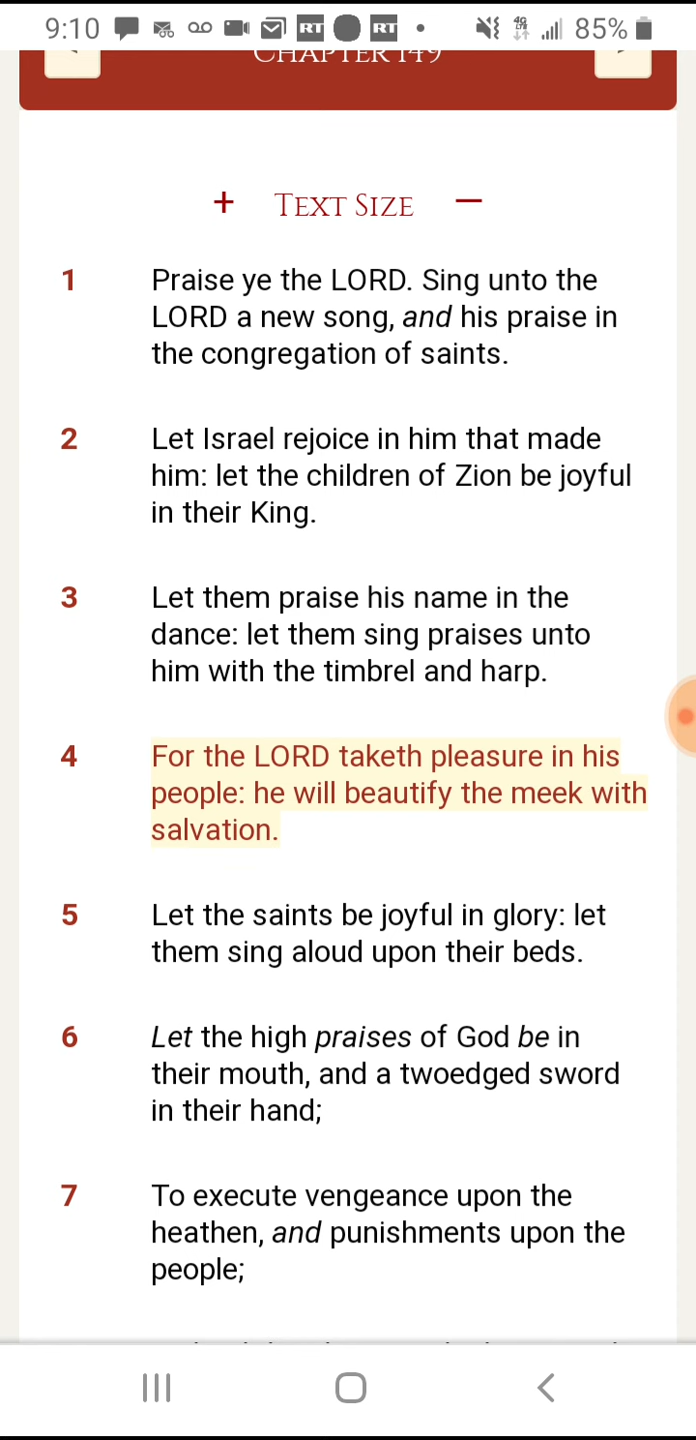 9:10 RT RT 4G 85%
CHAPTER 149
+ TEXT SIZE −
1 Praise ye the LORD. Sing unto the
LORD a new song, and his praise in
the congregation of saints.
2 Let Israel rejoice in him that made
him: let the children of Zion be joyful
in their King.
3 Let them praise his name in the
dance: let them sing praises unto
him with the timbrel and harp.
4 For the LORD taketh pleasure in his
people: he will beautify the meek with
salvation.
5 Let the saints be joyful in glory: let
them sing aloud upon their beds.
6 Let the high praises of God be in
their mouth, and a twoedged sword
in their hand;
7 To execute vengeance upon the
heathen, and punishments upon the
people;